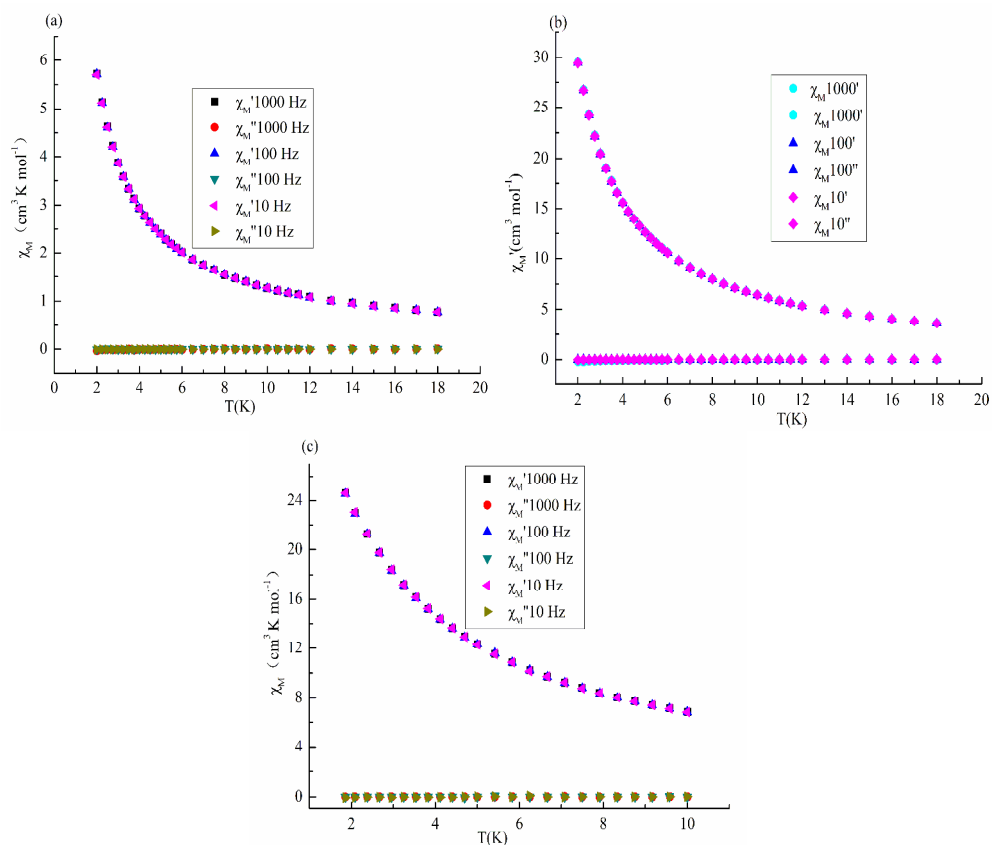 (a)
6
5
4
3
2
1
0
χM (cm3 K mol-1)
0 2 4 6 8 10 12 14 16 18 20
T(K)
χM'1000 Hz
χM''1000 Hz
χM'100 Hz
χM''100 Hz
χM'10 Hz
χM''10 Hz
(b)
30
25
20
15
10
5
0
χM'(cm3 mol-1)
2 4 6 8 10 12 14 16 18 20
T(K)
χM1000'
χM1000'
χM100'
χM100''
χM10'
χM10''
(c)
24
20
16
12
8
4
0
χM (cm3 K mo.-1)
2 4 6 8 10
T(K)
χM'1000 Hz
χM''1000 Hz
χM'100 Hz
χM''100 Hz
χM'10 Hz
χM''10 Hz